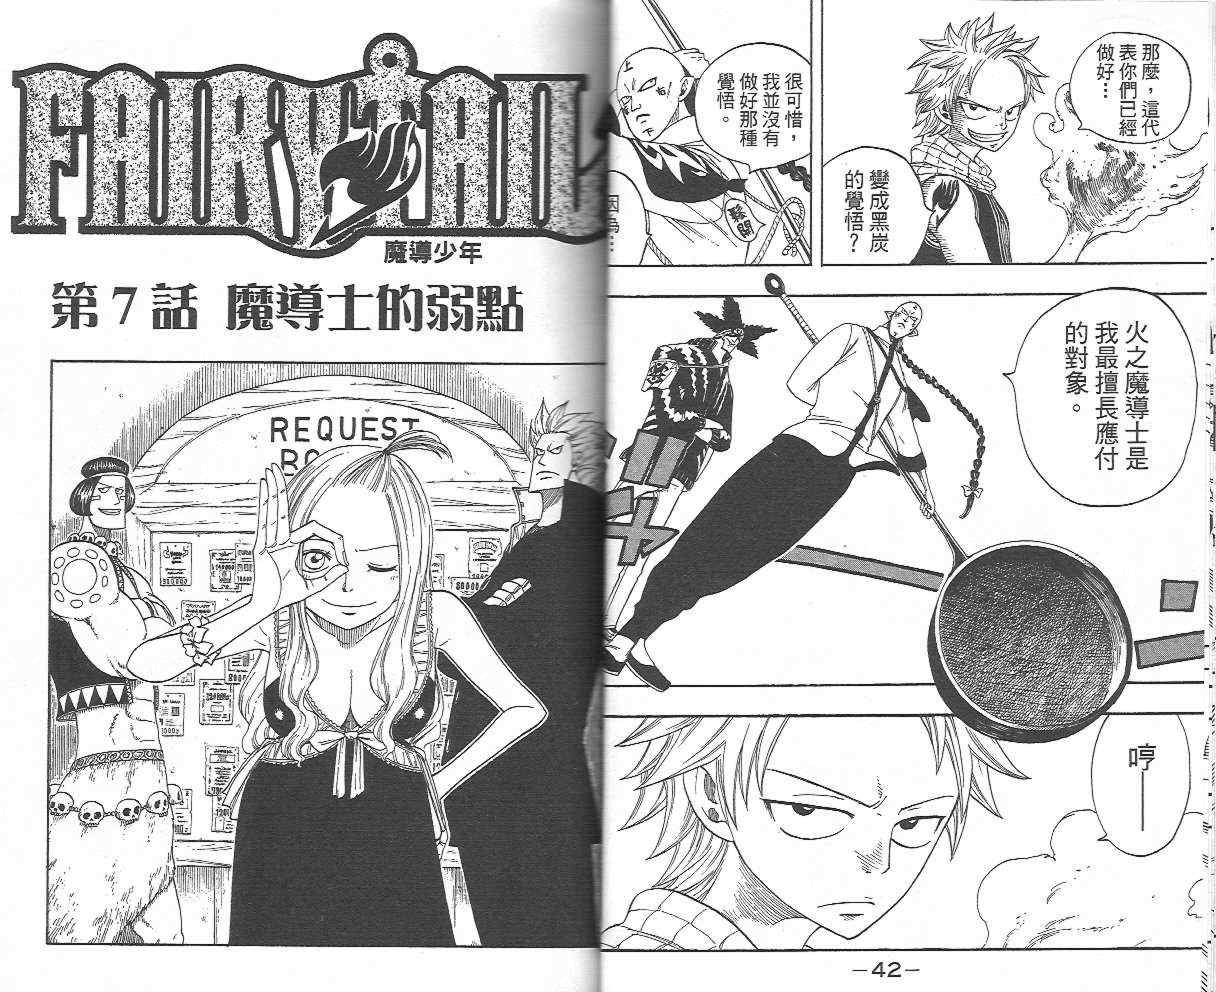 那麼，這代
表你們已經
做好⋯
變成黑炭
的覺悟？
很可惜，
我並沒有
做好那種
覺悟。
因為⋯
火之魔導士是
我最擅長應付
的對象。
哼——
－42－
FAIRY TAIL
魔導少年
第7話 魔導士的弱點
REQUEST